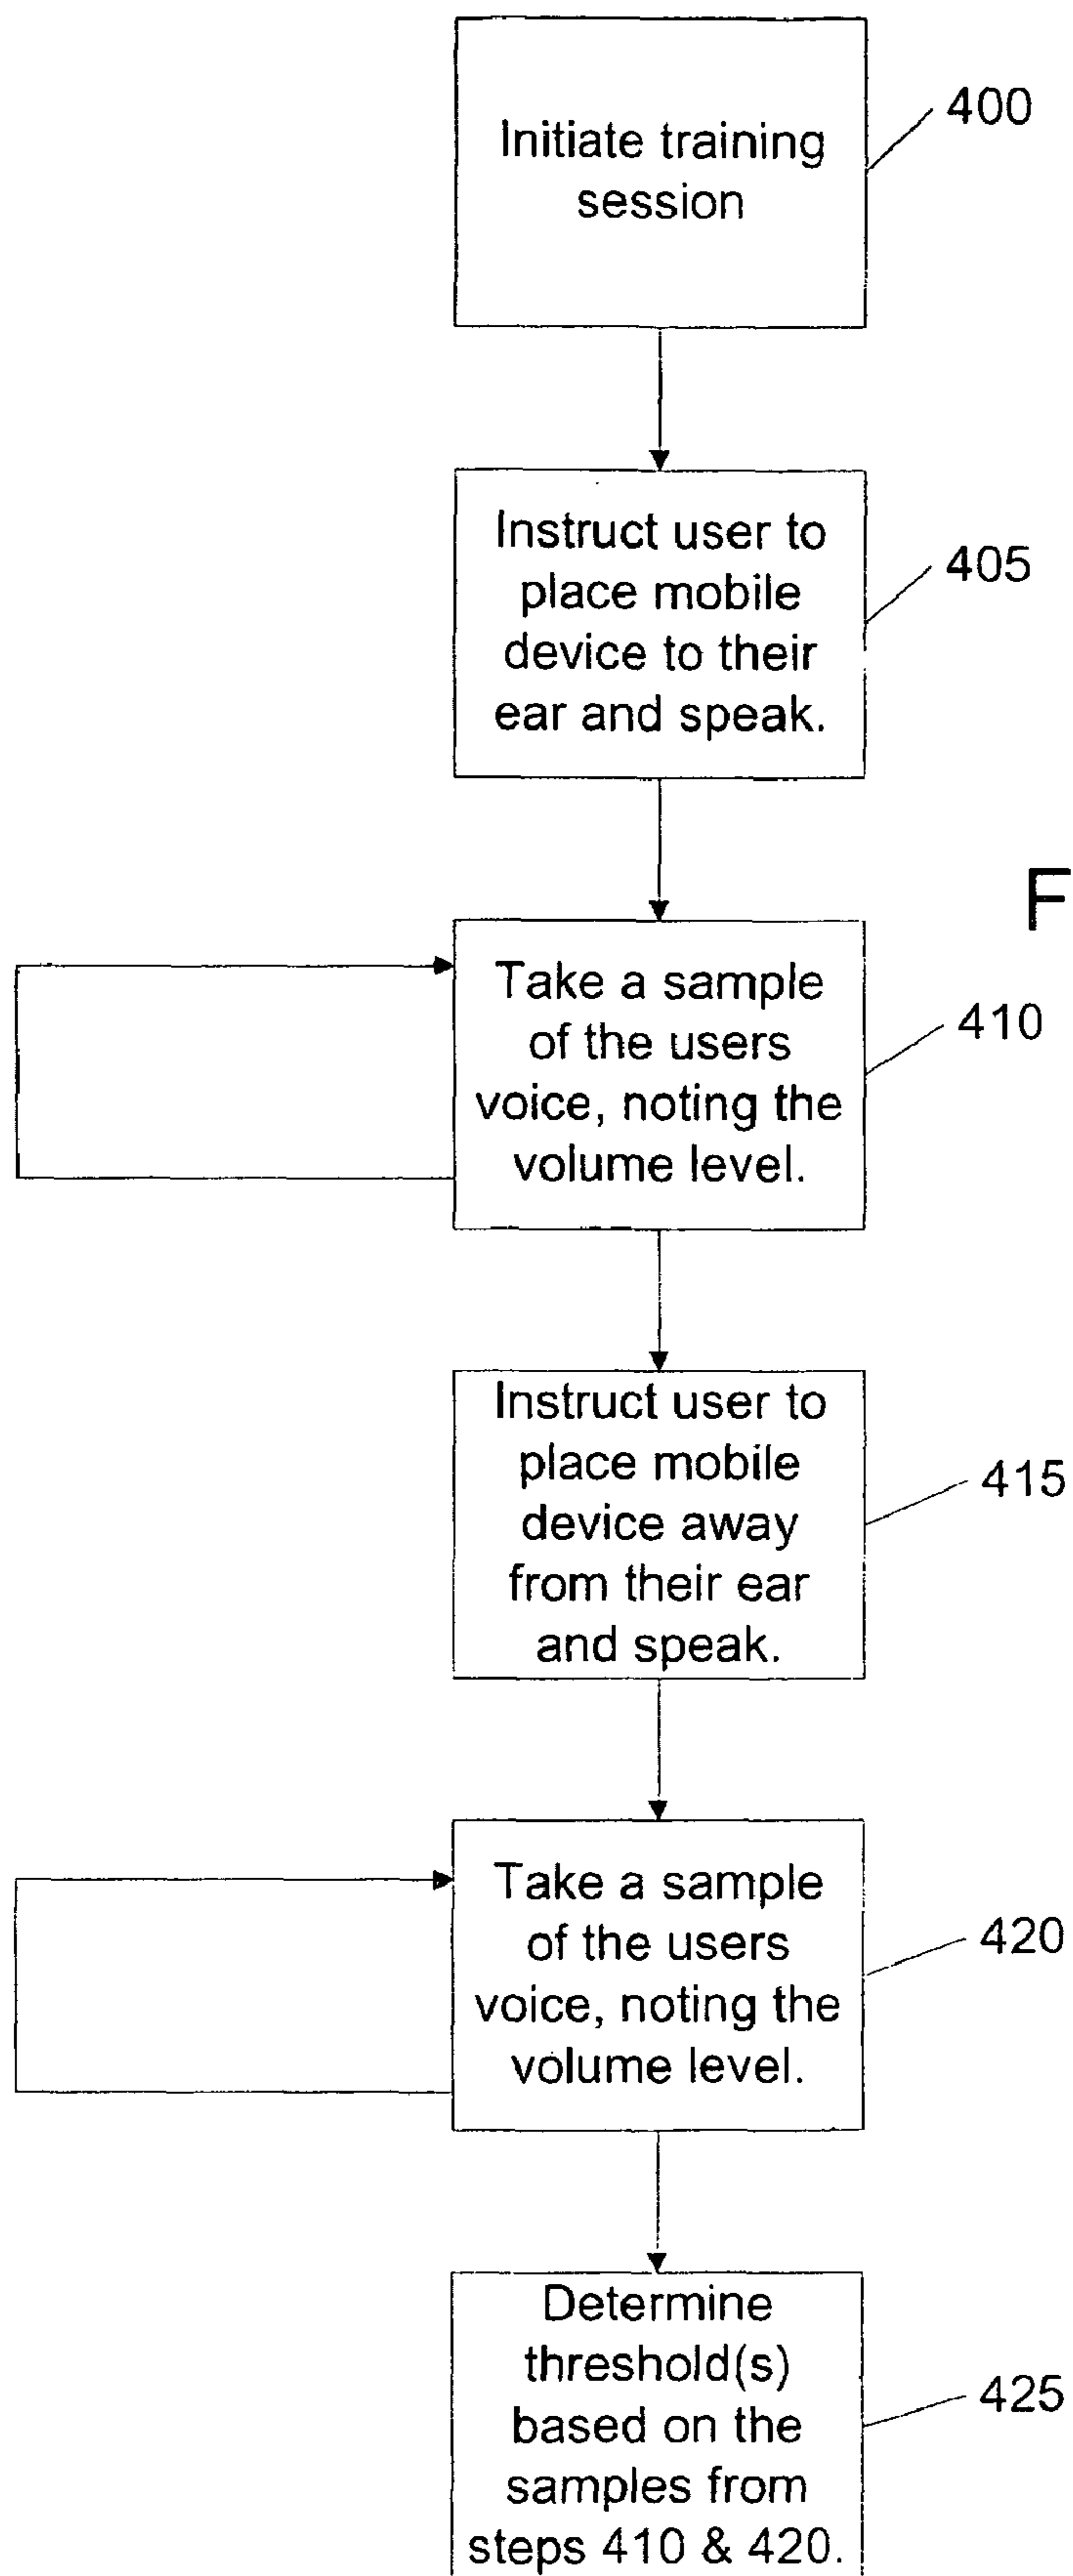 Initiate training
session
400
Instruct user to
place mobile
device to their
ear and speak.
405
F
Take a sample
of the users
voice, noting the
volume level.
410
Instruct user to
place mobile
device away
from their ear
and speak.
415
Take a sample
of the users
voice, noting the
volume level.
420
Determine
threshold(s)
based on the
samples from
steps 410 & 420.
425